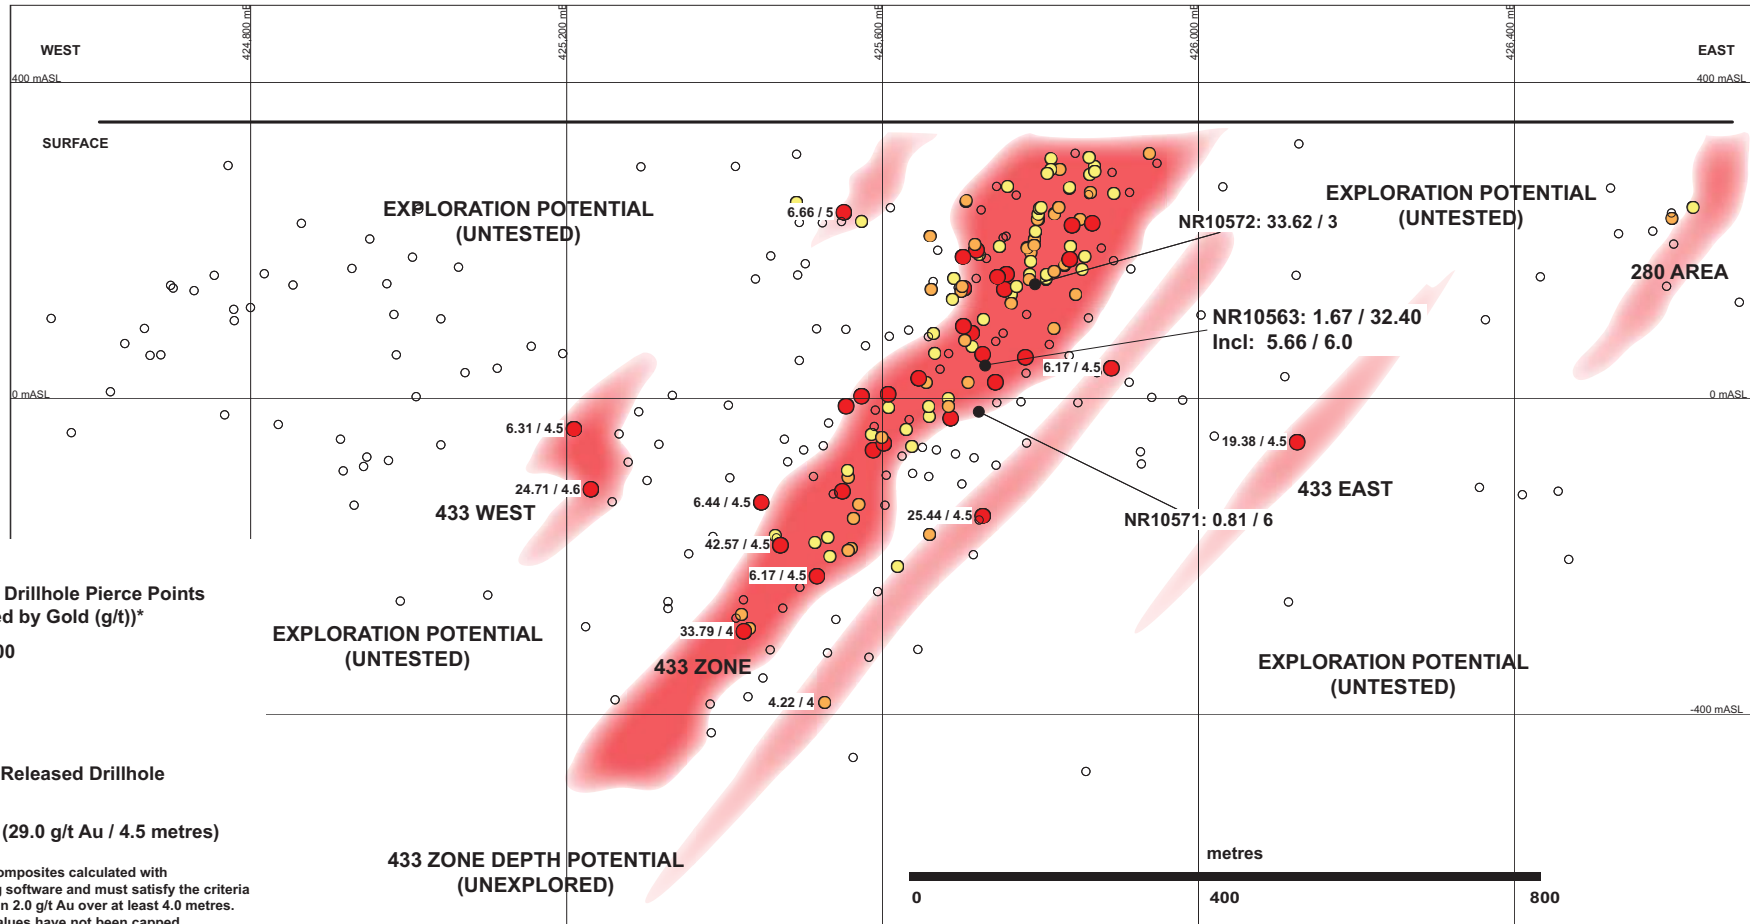 424,800 mE
425,200 mE
425,600 mE
426,000 mE
426,400 mE
WEST
EAST
400 mASL
400 mASL
SURFACE
EXPLORATION POTENTIAL
(UNTESTED)
6.66 / 5
NR10572: 33.62 / 3
EXPLORATION POTENTIAL
(UNTESTED)
280 AREA
NR10563: 1.67 / 32.40
Incl: 5.66 / 6.0
6.17 / 4.5
0 mASL
0 mASL
6.31 / 4.5
19.38 / 4.5
24.71 / 4.6
433 WEST
6.44 / 4.5
433 EAST
25.44 / 4.5
NR10571: 0.81 / 6
42.57 / 4.5
6.17 / 4.5
Drillhole Pierce Points
ed by Gold (g/t))*
00
EXPLORATION POTENTIAL
(UNTESTED)
33.79 / 4
433 ZONE
EXPLORATION POTENTIAL
(UNTESTED)
4.22 / 4
-400 mASL
Released Drillhole
(29.0 g/t Au / 4.5 metres)
433 ZONE DEPTH POTENTIAL
(UNEXPLORED)
metres
0 400 800
omposites calculated with
g software and must satisfy the criteria
n 2.0 g/t Au over at least 4.0 metres.
alues have not been capped